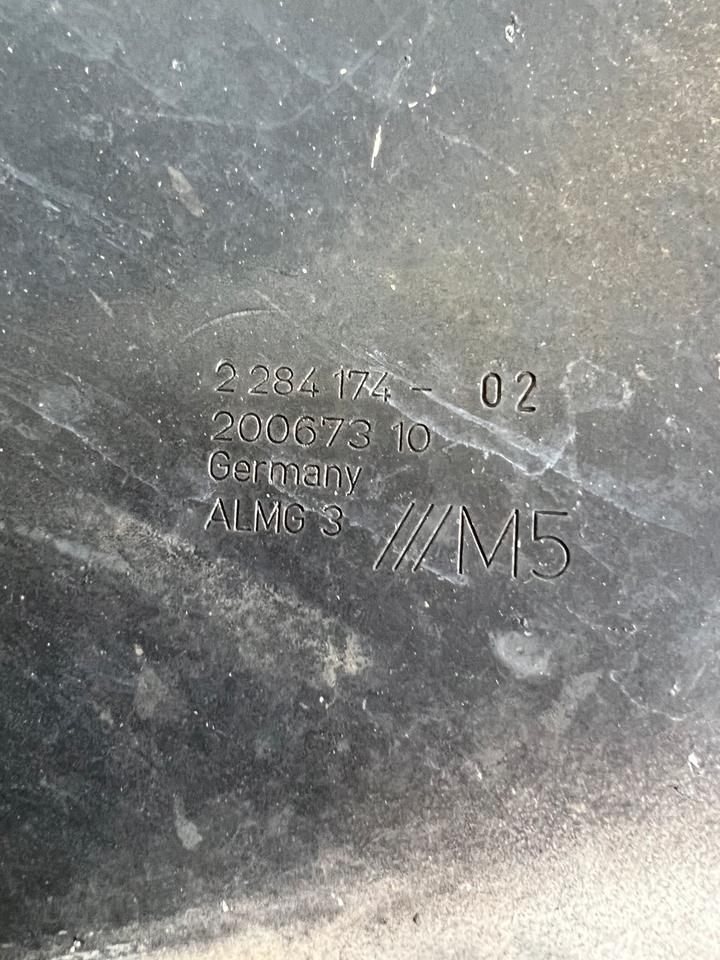 2 284 174 - 02
200673 10
Germany
ALMG 3
///M5